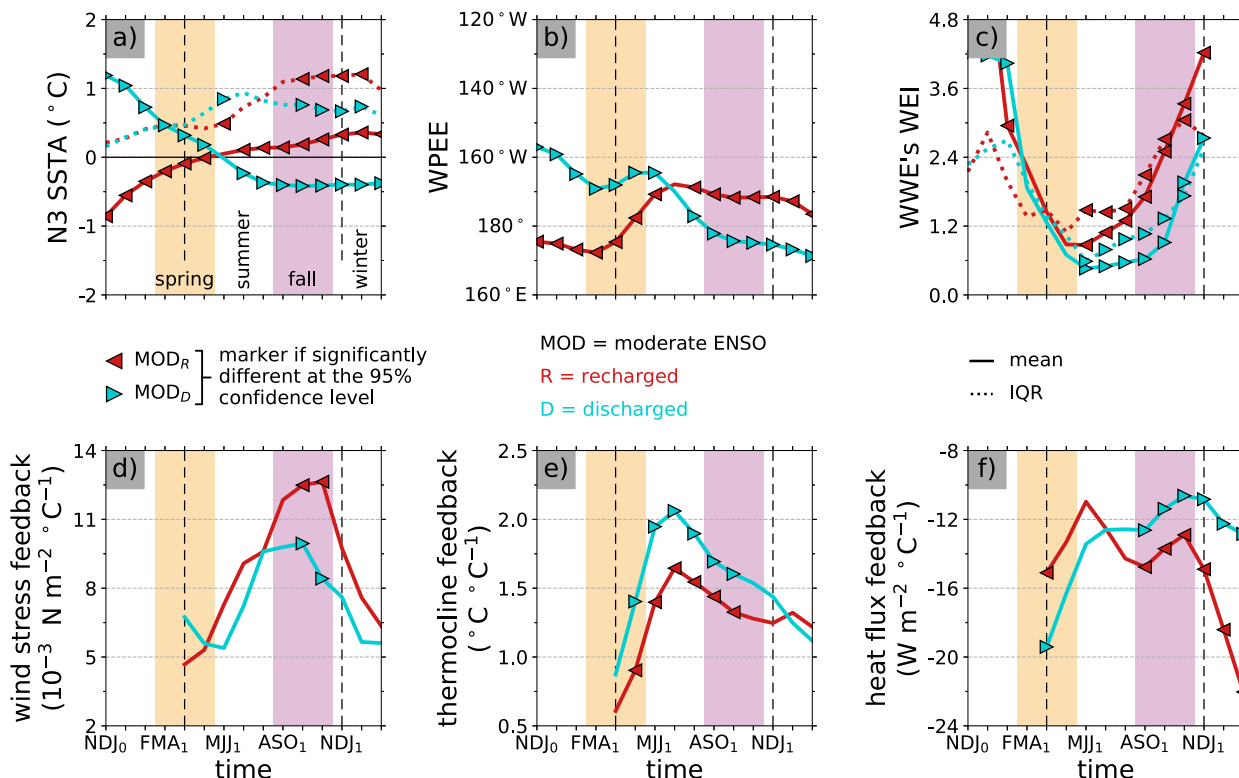 a)
N3 SSTA (°C)
2
1
0
-1
-2
spring
summer
fall
winter
b)
WPEE
120°W
140°W
160°W
180°
160°E
c)
WWE's WEI
4.8
3.6
2.4
1.2
0.0
MOD_R
MOD_D
marker if significantly
different at the 95%
confidence level
MOD = moderate ENSO
R = recharged
D = discharged
mean
IQR
d)
wind stress feedback
(10⁻³ N m⁻² °C⁻¹)
14
11
8
5
2
NDJ₀ FMA₁ MJJ₁ ASO₁ NDJ₁
time
e)
thermocline feedback
(°C °C⁻¹)
2.5
2.0
1.5
1.0
0.5
NDJ₀ FMA₁ MJJ₁ ASO₁ NDJ₁
time
f)
heat flux feedback
(W m⁻² °C⁻¹)
-8
-12
-16
-20
-24
NDJ₀ FMA₁ MJJ₁ ASO₁ NDJ₁
time